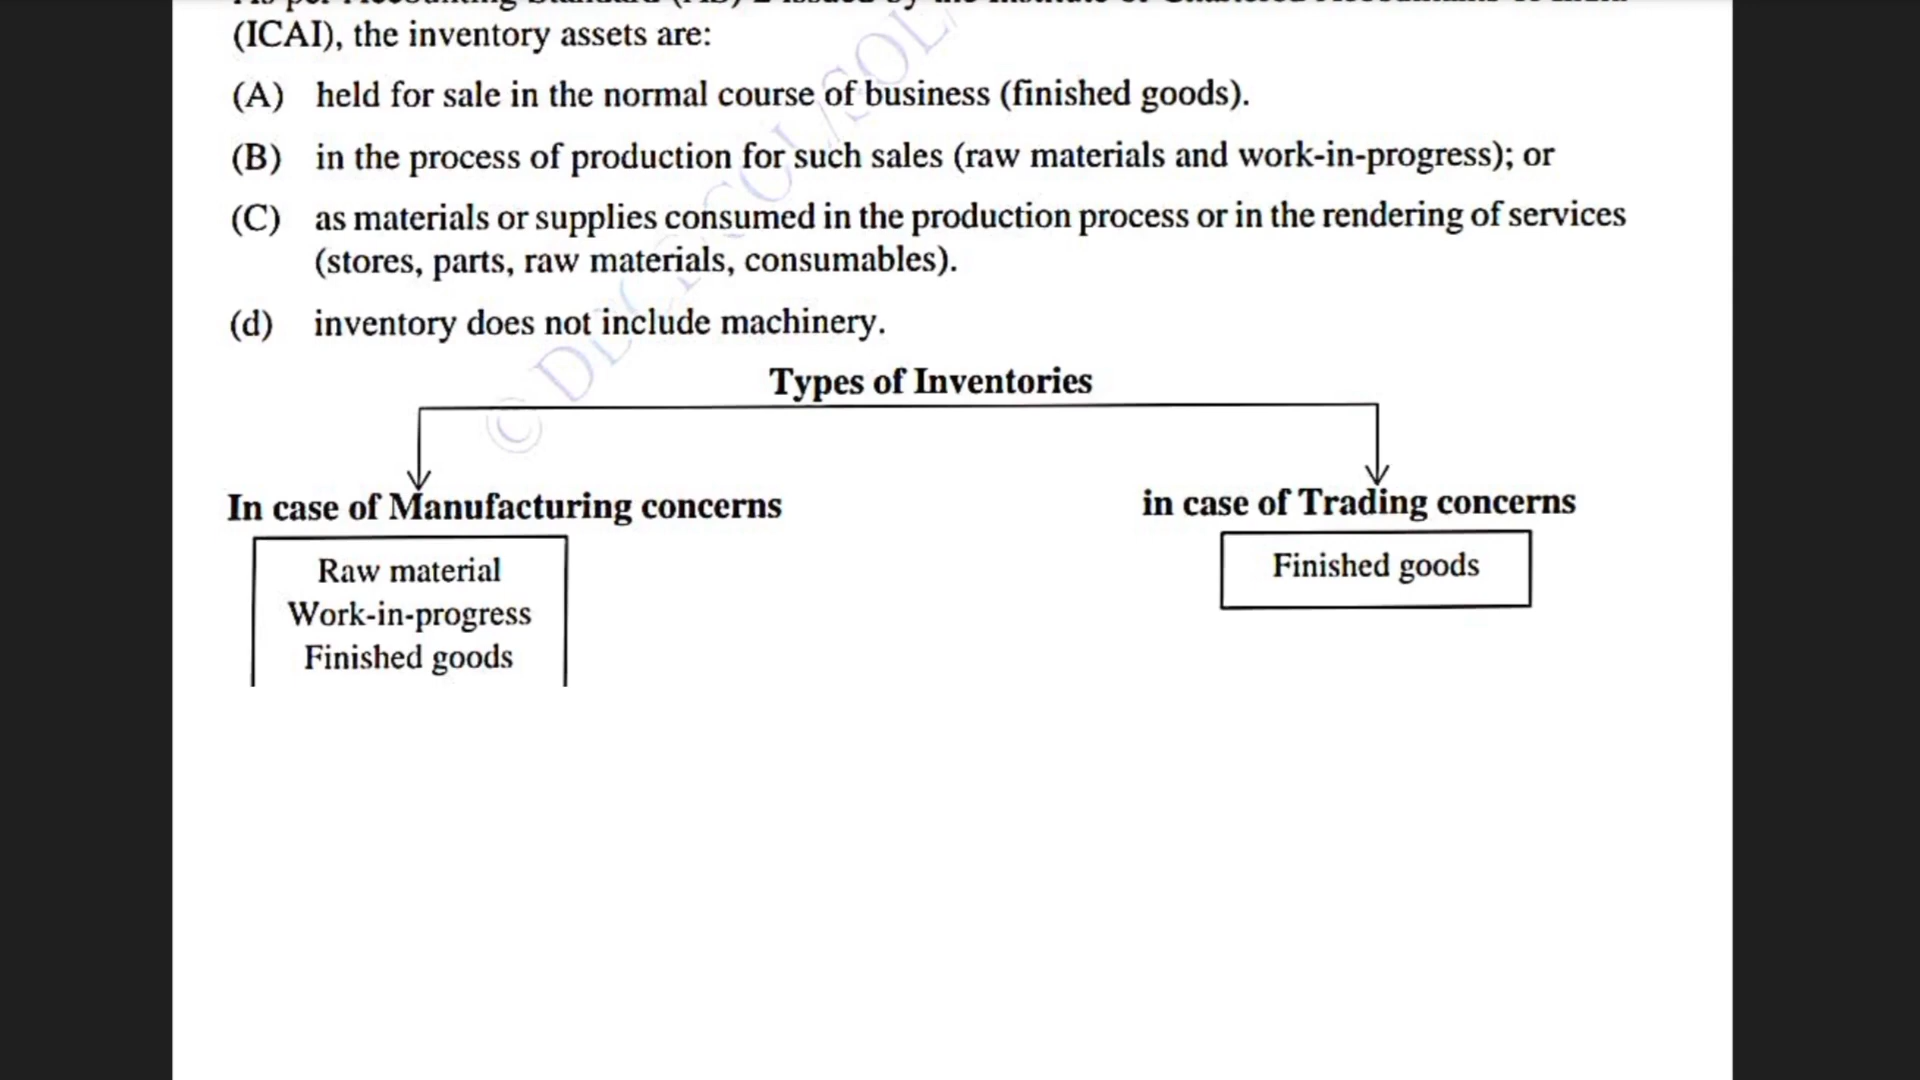 (ICAI), the inventory assets are:
(A) held for sale in the normal course of business (finished goods).
(B) in the process of production for such sales (raw materials and work-in-progress); or
(C) as materials or supplies consumed in the production process or in the rendering of services
(stores, parts, raw materials, consumables).
(d) inventory does not include machinery.
Types of Inventories
In case of Manufacturing concerns
in case of Trading concerns
Raw material
Work-in-progress
Finished goods
Finished goods